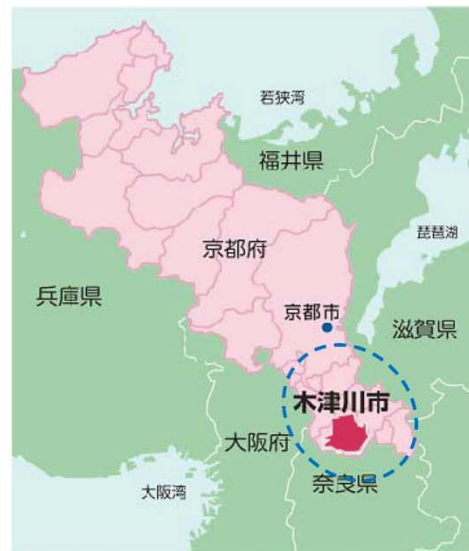 若狭湾
福井県
琵琶湖
京都府
兵庫県
京都市
滋賀県
木津川市
大阪府
奈良県
大阪湾